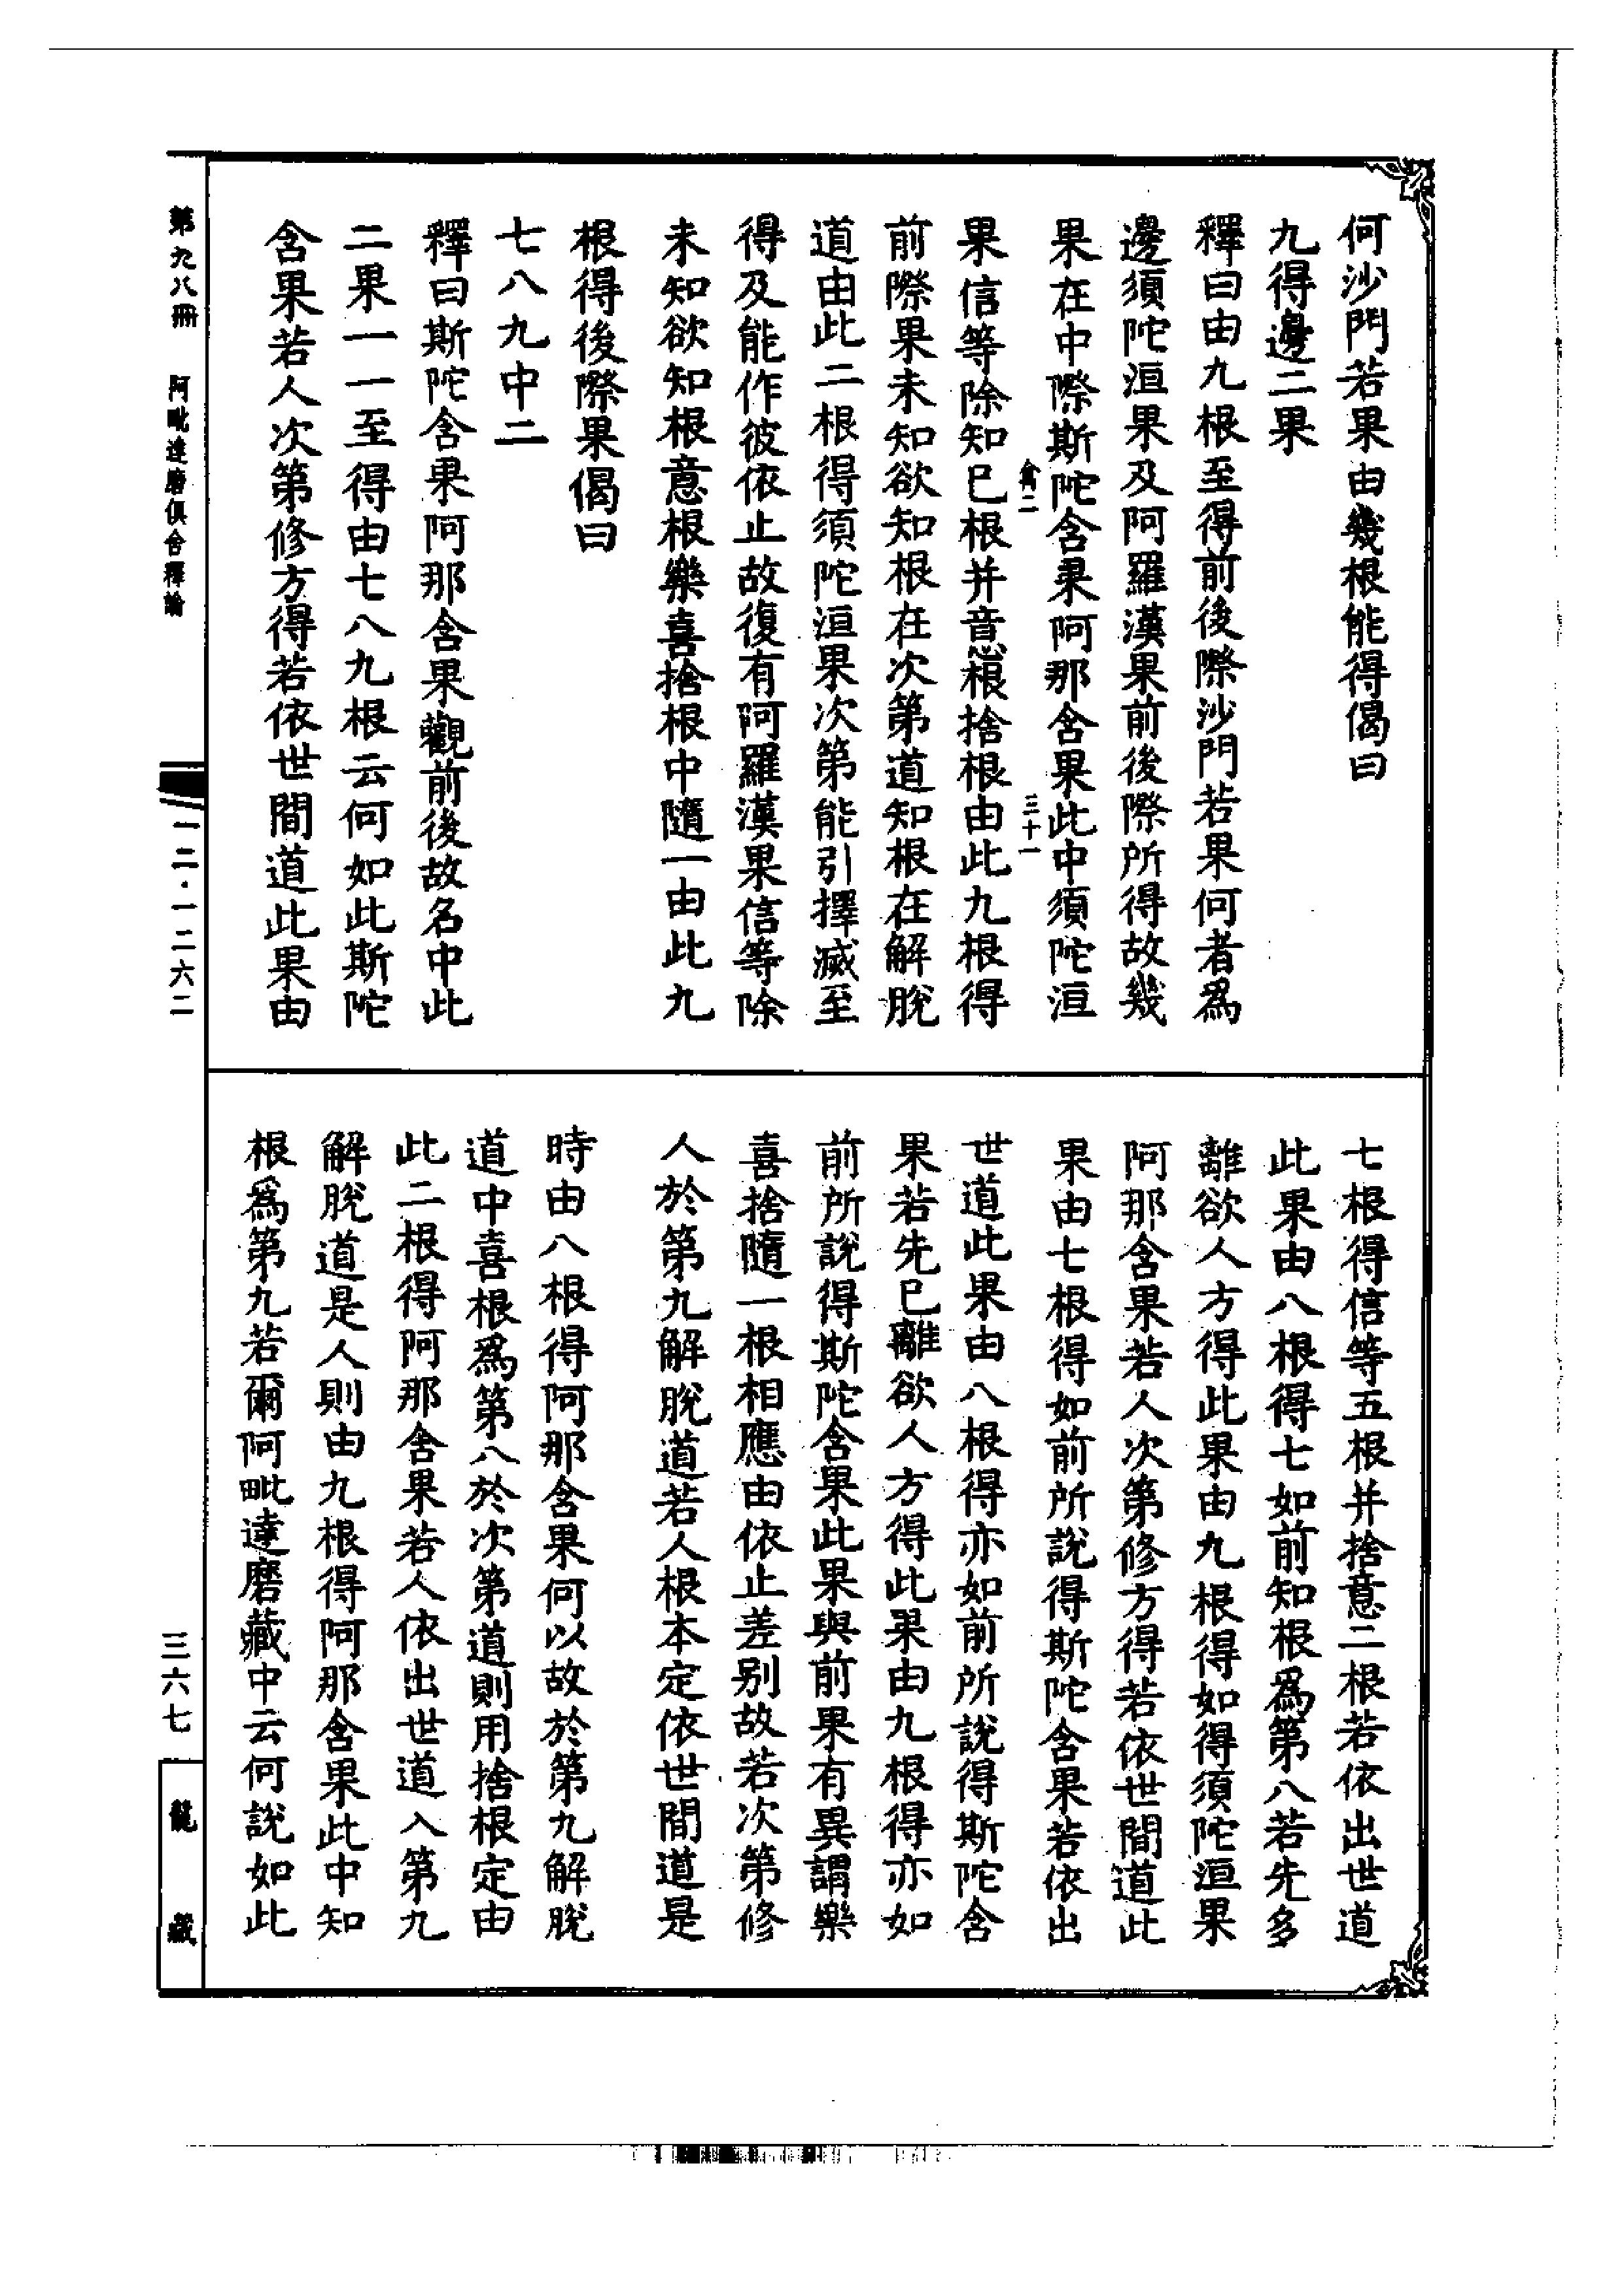 何沙門若果由幾根能得偈曰
九得邊二果
釋曰由九根至得前後際沙門若果何者爲
邊須陀洹果及阿羅漢果前後際所得故幾
果在中際斯陀含果阿那含果此中須陀洹
禽二 三十一
果信等除知已根并意根捨根由此九根得
前際果未知欲知根在次第道知根在解脫
道由此二根得須陀洹果次第能引擇滅至
得及能作彼依止故復有阿羅漢果信等除
未知欲知根意根樂喜捨根中隨一由此九
根得後際果偈曰
七八九中二
釋曰斯陀含果阿那含果觀前後故名中此
二果一一至得由七八九根云何如此斯陀
含果若人次第修方得若依世間道此果由
七根得信等五根并捨意二根若依出世道
此果由八根得七如前知根爲第八若先多
離欲人方得此果由九根得如得須陀洹果
阿那含果若人次第修方得若依世間道此
果由七根得如前所說得斯陀含果若依出
世道此果由八根得亦如前所說得斯陀含
果若先已離欲人方得此果由九根得亦如
前所說得斯陀含果此果與前果有異謂樂
喜捨隨一根相應由依止差别故若次第修
人於第九解脫道若人根本定依世間道是
時由八根得阿那含果何以故於第九解脫
道中喜根爲第八於次第道則用捨根定由
此二根得阿那含果若人依出世道入第九
解脫道是人則由九根得阿那含果此中知
根爲第九若爾阿毗達磨藏中云何說如此
第九八冊 阿毗達磨俱舍釋論
一二·一二六二
三六七
龍藏